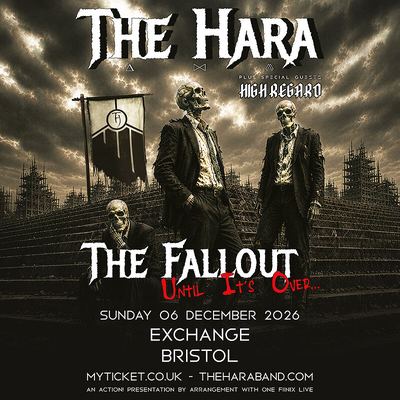 THE HARA
PLUS SPECIAL GUESTS
HIGH REGARD
THE FALLOUT
UNTIL IT'S OVER...
SUNDAY 06 DECEMBER 2026
EXCHANGE
BRISTOL
MYTICKET.CO.UK - THEHARABAND.COM
AN ACTION! PRESENTATION BY ARRANGEMENT WITH ONE FIINIX LIVE